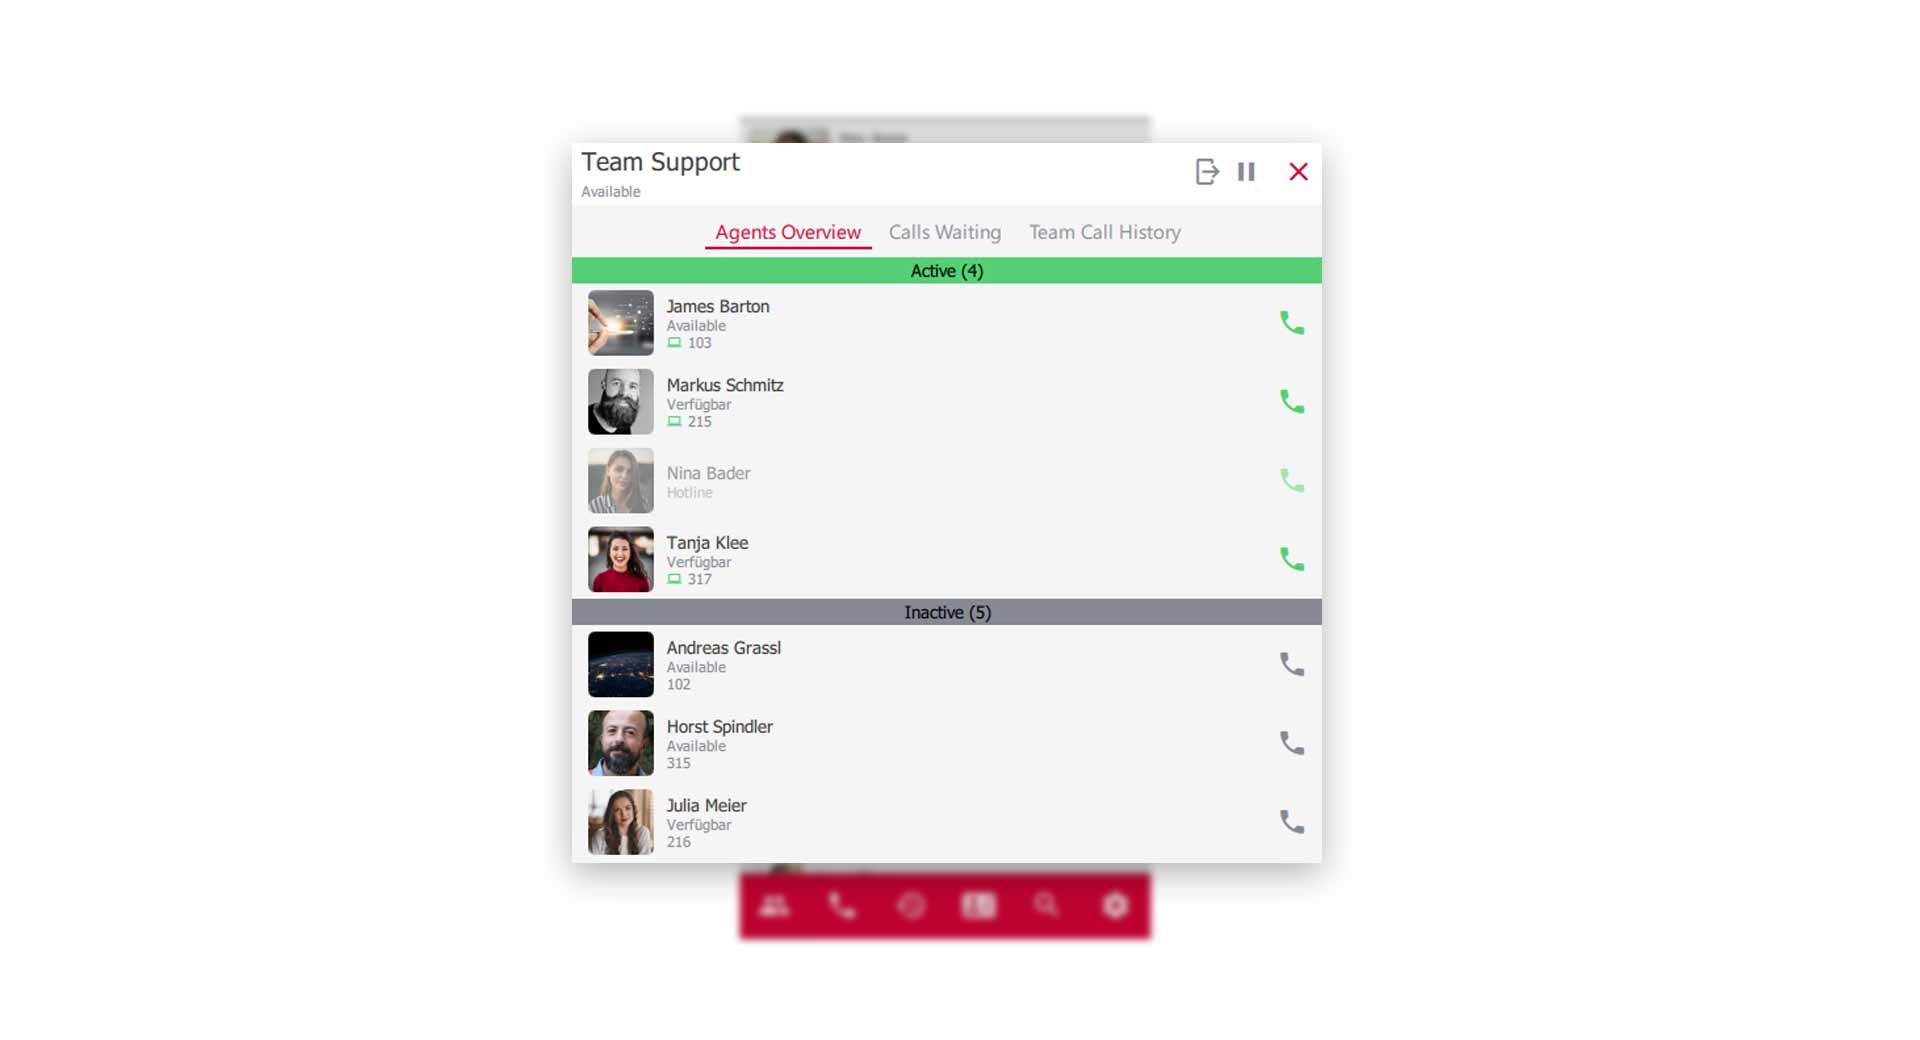 Team Support
Available
Agents Overview Calls Waiting Team Call History
Active (4)
James Barton
Available
103
Markus Schmitz
Verfügbar
215
Nina Bader
Hotline
Tanja Klee
Verfügbar
317
Inactive (5)
Andreas Grassl
Available
102
Horst Spindler
Available
315
Julia Meier
Verfügbar
216